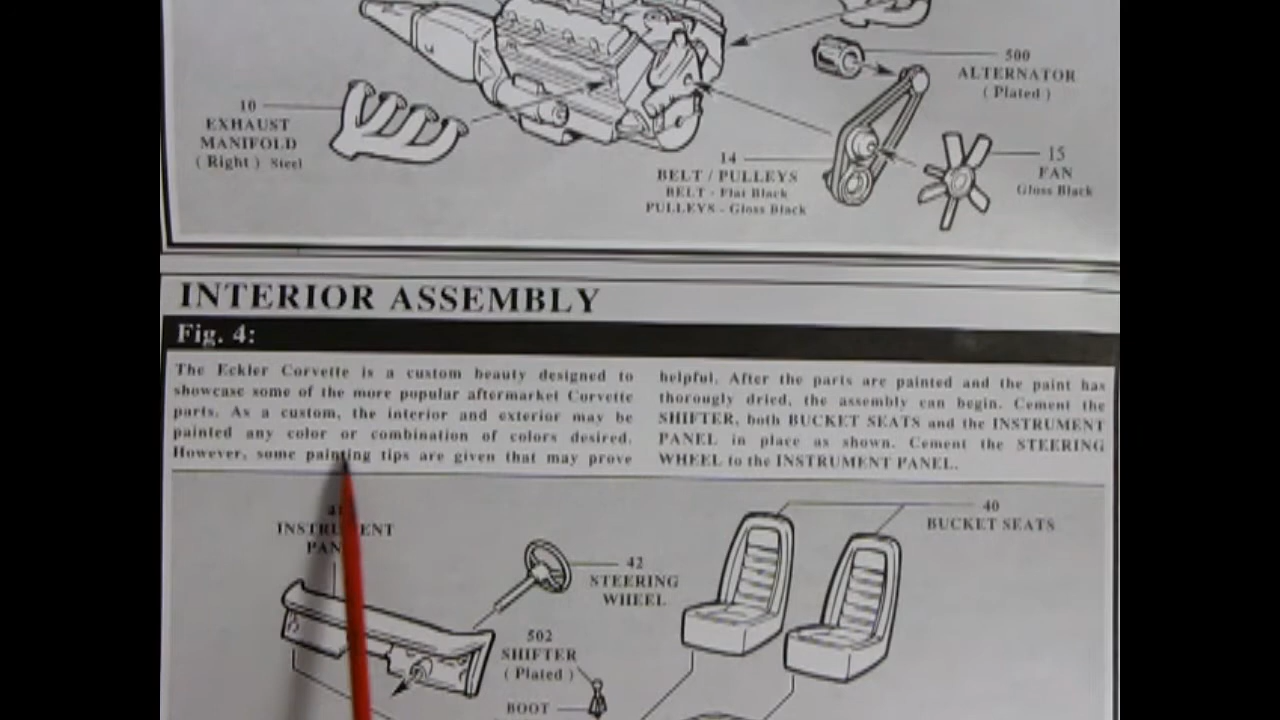 500
ALTERNATOR
( Plated )
10
EXHAUST
MANIFOLD
( Right ) Steel
14
BELT / PULLEYS
BELT - Flat Black
PULLEYS - Gloss Black
15
FAN
Gloss Black
INTERIOR ASSEMBLY
Fig. 4:
The Eckler Corvette is a custom beauty designed to
showcase some of the more popular aftermarket Corvette
parts. As a custom, the interior and exterior may be
painted any color or combination of colors desired.
However, some painting tips are given that may prove
helpful. After the parts are painted and the paint has
thorougly dried, the assembly can begin. Cement the
SHIFTER, both BUCKET SEATS and the INSTRUMENT
PANEL in place as shown. Cement the STEERING
WHEEL to the INSTRUMENT PANEL.
40
BUCKET SEATS
42
STEERING
WHEEL
502
SHIFTER
( Plated )
BOOT